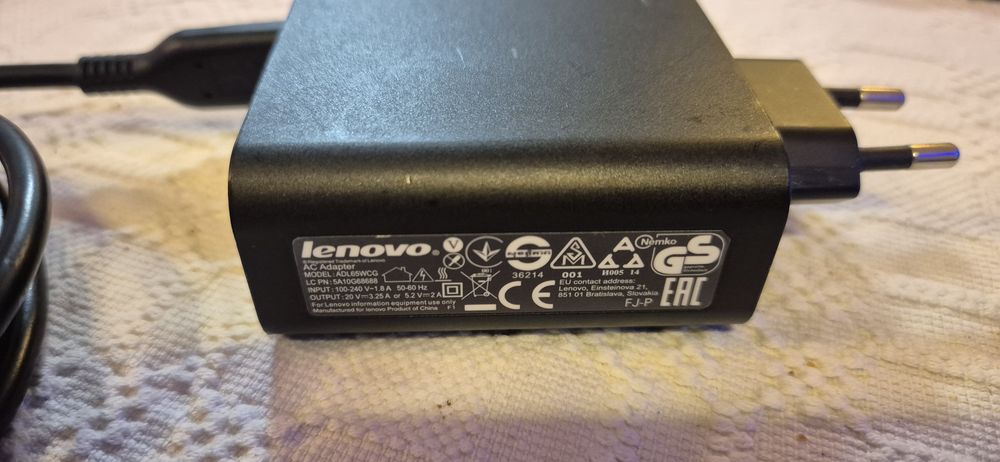 lenovo.
® Registered Trademark of Lenovo
AC Adapter
MODEL: ADL65WCG
LC PN: 5A10G68688
INPUT: 100-240 V~1.8 A 50-60 Hz
OUTPUT: 20 V⎓3.25 A or 5.2 V⎓2 A
For Lenovo information equipment use only
Manufactured for lenovo Product of China F1
V
36214
S
M
001
A
H005 14
Nemko
GS
CE
EU contact address:
Lenovo, Einsteinova 21,
851 01 Bratislava, Slovakia
FJ-P
EAC